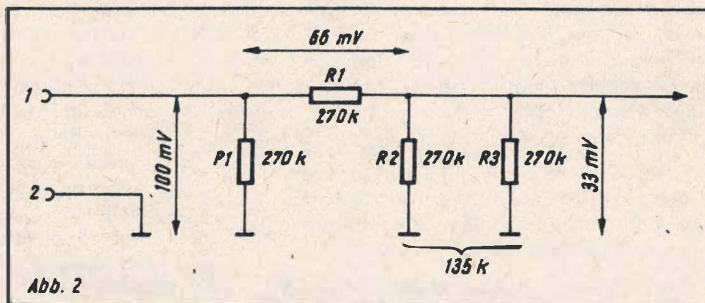 66 mV
R1
1
270k
100 mV
P1 270k
R2 270k
R3 270k
33 mV
2
135 k
Abb. 2